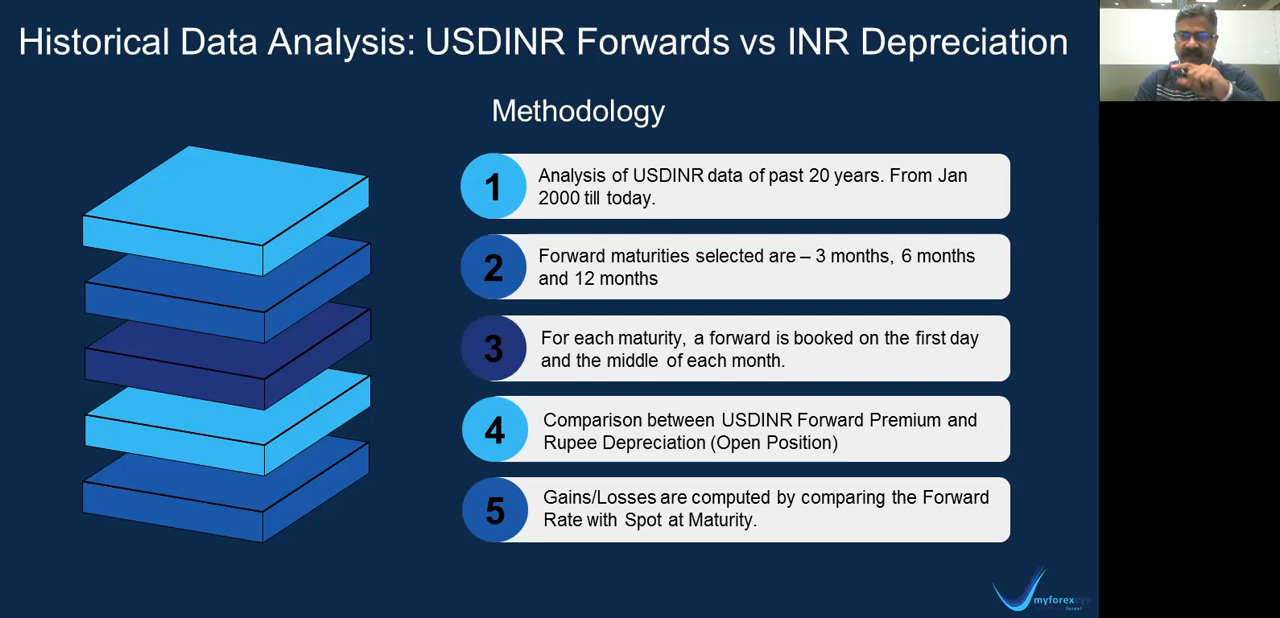 Historical Data Analysis: USDINR Forwards vs INR Depreciation
Methodology
1
Analysis of USDINR data of past 20 years. From Jan
2000 till today.
2
Forward maturities selected are – 3 months, 6 months
and 12 months
3
For each maturity, a forward is booked on the first day
and the middle of each month.
4
Comparison between USDINR Forward Premium and
Rupee Depreciation (Open Position)
5
Gains/Losses are computed by comparing the Forward
Rate with Spot at Maturity.
myforexeye